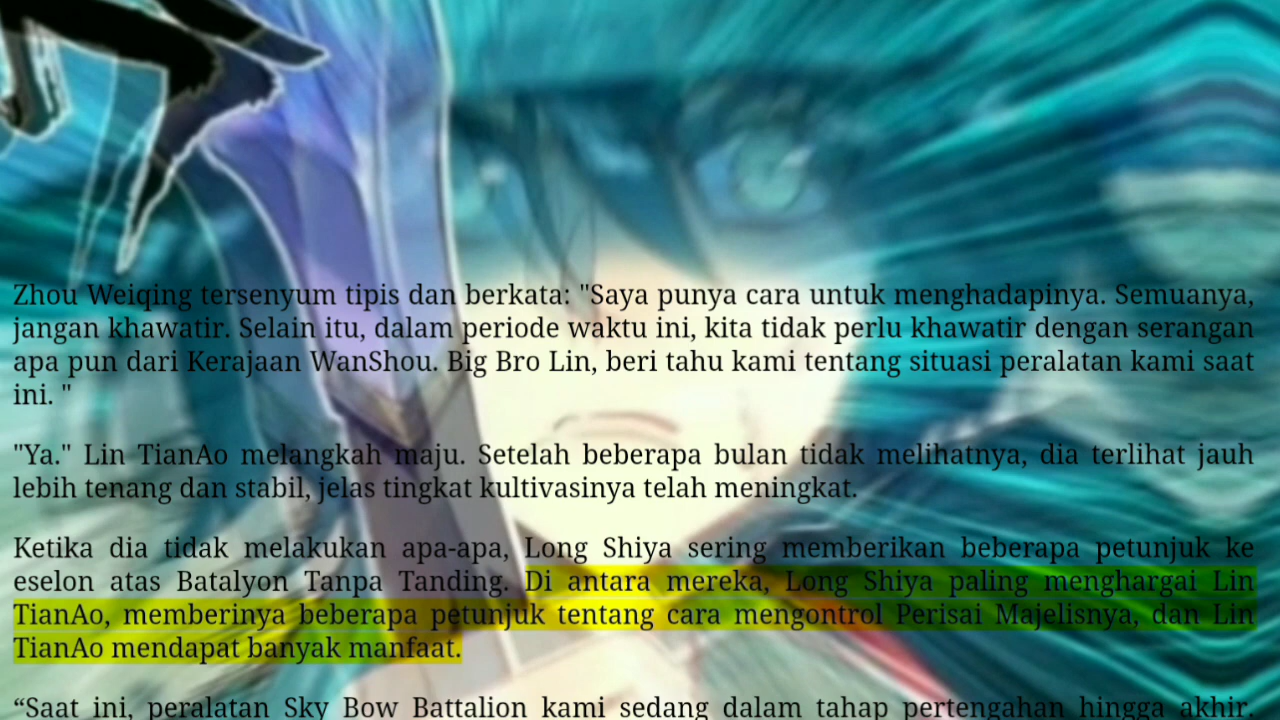 Zhou Weiqing tersenyum tipis dan berkata: "Saya punya cara untuk menghadapinya. Semuanya,
jangan khawatir. Selain itu, dalam periode waktu ini, kita tidak perlu khawatir dengan serangan
apa pun dari Kerajaan WanShou. Big Bro Lin, beri tahu kami tentang situasi peralatan kami saat
ini. "
"Ya." Lin TianAo melangkah maju. Setelah beberapa bulan tidak melihatnya, dia terlihat jauh
lebih tenang dan stabil, jelas tingkat kultivasinya telah meningkat.
Ketika dia tidak melakukan apa-apa, Long Shiya sering memberikan beberapa petunjuk ke
eselon atas Batalyon Tanpa Tanding. Di antara mereka, Long Shiya paling menghargai Lin
TianAo, memberinya beberapa petunjuk tentang cara mengontrol Perisai Majelisnya, dan Lin
TianAo mendapat banyak manfaat.
“Saat ini, peralatan Sky Bow Battalion kami sedang dalam tahap pertengahan hingga akhir.